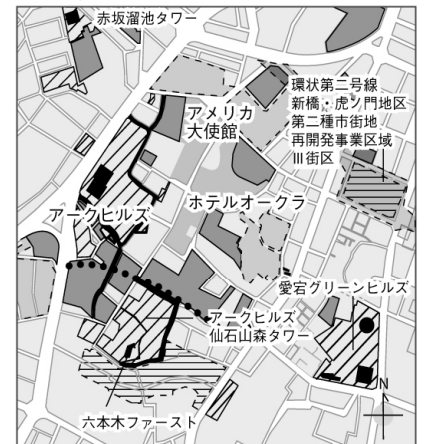 赤坂溜池タワー
アメリカ
大使館
環状第二号線
新橋・虎ノ門地区
第二種市街地
再開発事業区域
Ⅲ街区
アークヒルズ
ホテルオークラ
愛宕グリーンヒルズ
アークヒルズ
仙石山森タワー
六本木ファースト
N